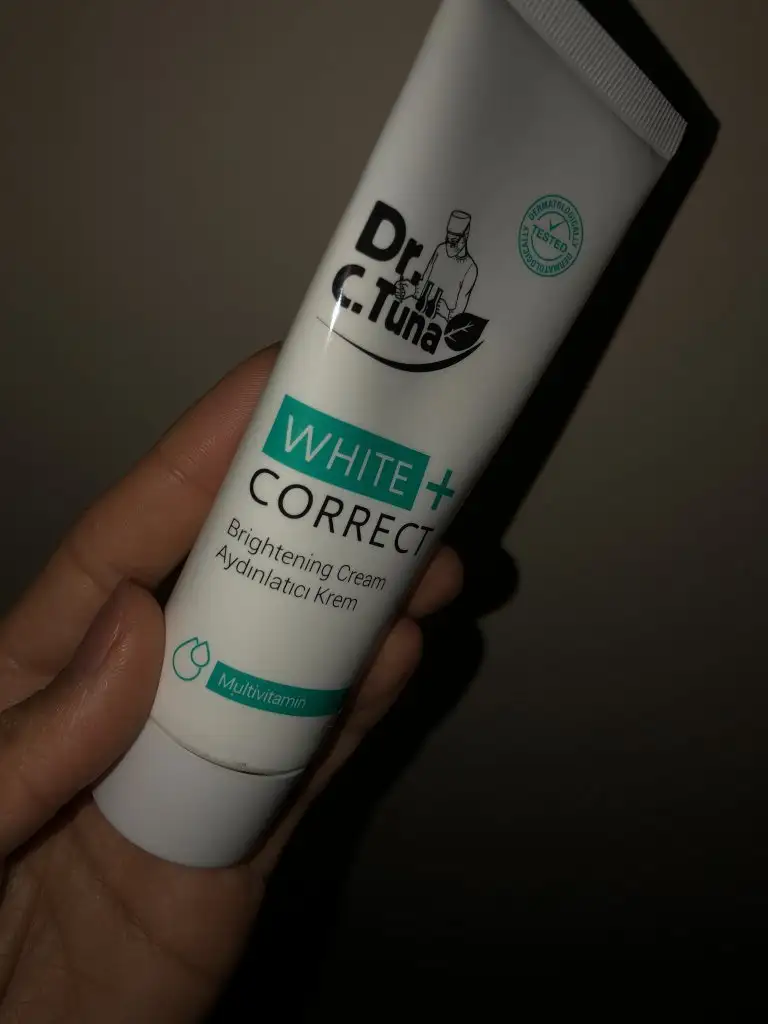 Dr.
C.Tuna
DERMATOLOGICALLY
TESTED
DERMATOLOGICALLY
WHITE +
CORRECT
Brightening Cream
Aydınlatıcı Krem
Multivitamin